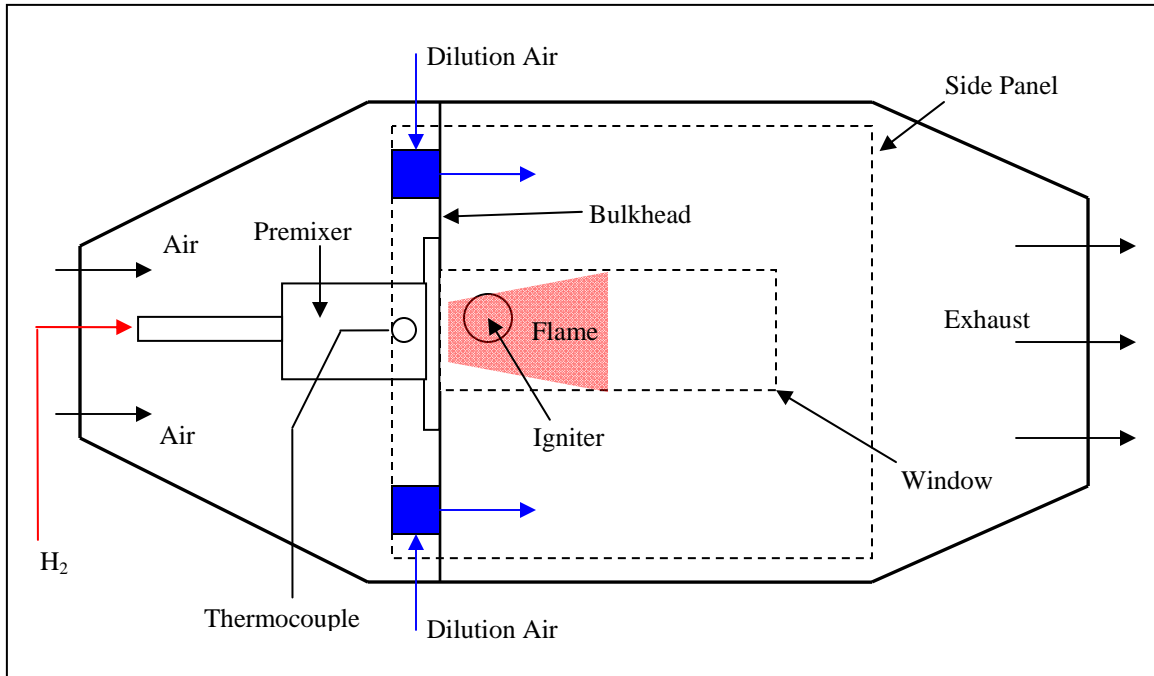 Dilution Air
Side Panel
Bulkhead
Premixer
Air
Flame
Exhaust
Air
Igniter
Window
H2
Thermocouple
Dilution Air